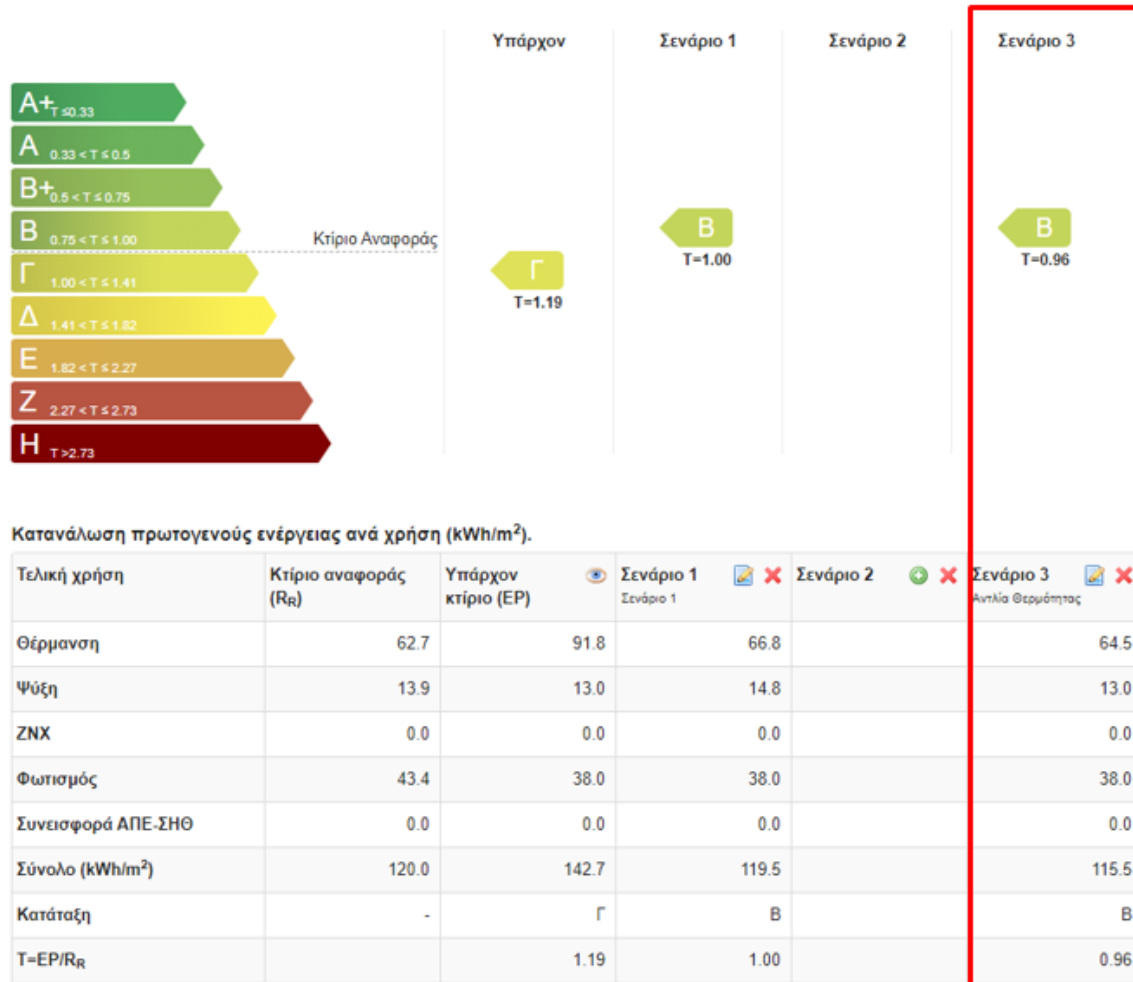 Υπάρχον Σενάριο 1 Σενάριο 2 Σενάριο 3
A+ T ≤0.33
A 0.33 < T ≤ 0.5
B+ 0.5 < T ≤ 0.75
B 0.75 < T ≤ 1.00
Κτίριο Αναφοράς
B
T=1.00
B
T=0.96
Γ 1.00 < T ≤ 1.41
Γ
T=1.19
Δ 1.41 < T ≤ 1.82
E 1.82 < T ≤ 2.27
Z 2.27 < T ≤ 2.73
H T >2.73
Κατανάλωση πρωτογενούς ενέργειας ανά χρήση (kWh/m²).
Τελική χρήση Κτίριο αναφοράς Υπάρχον Σενάριο 1 Σενάριο 2 Σενάριο 3
(R_R) κτίριο (EP) Σενάριο 1 Αντλία Θερμότητας
Θέρμανση 62.7 91.8 66.8 64.5
Ψύξη 13.9 13.0 14.8 13.0
ΖΝΧ 0.0 0.0 0.0 0.0
Φωτισμός 43.4 38.0 38.0 38.0
Συνεισφορά ΑΠΕ-ΣΗΘ 0.0 0.0 0.0 0.0
Σύνολο (kWh/m²) 120.0 142.7 119.5 115.5
Κατάταξη - Γ Β Β
T=EP/R_R 1.19 1.00 0.96